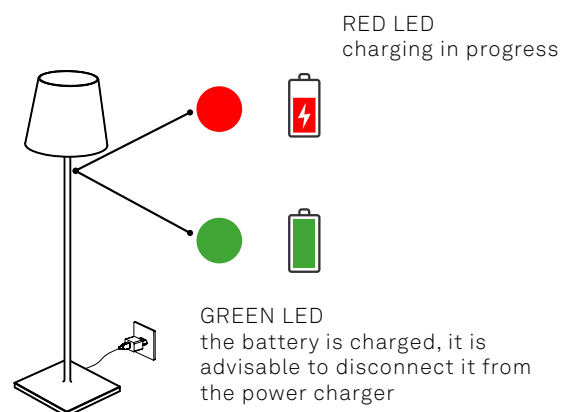 RED LED
charging in progress
GREEN LED
the battery is charged, it is
advisable to disconnect it from
the power charger